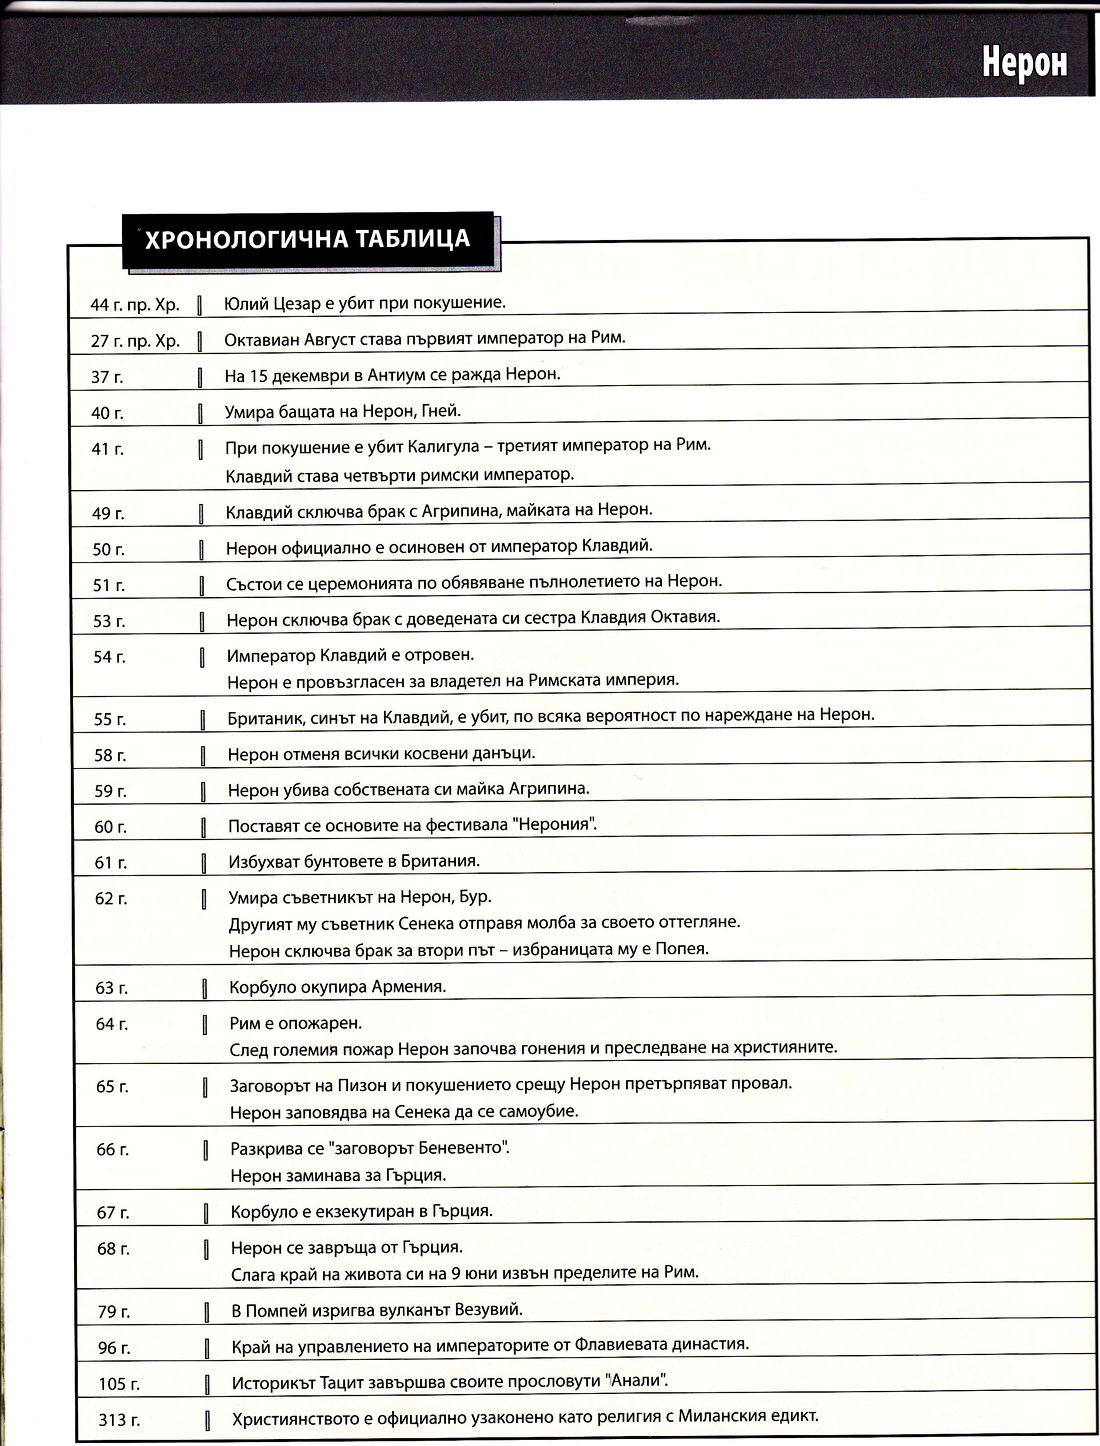 Нерон
ХРОНОЛОГИЧНА ТАБЛИЦА
44 г. пр. Хр. Юлий Цезар е убит при покушение.
27 г. пр. Хр. Октавиан Август става първият император на Рим.
37 г. На 15 декември в Антиум се ражда Нерон.
40 г. Умира бащата на Нерон, Гней.
41 г. При покушение е убит Калигула – третият император на Рим.
Клавдий става четвърти римски император.
49 г. Клавдий сключва брак с Агрипина, майката на Нерон.
50 г. Нерон официално е осиновен от император Клавдий.
51 г. Състои се церемонията по обявяване пълнолетието на Нерон.
53 г. Нерон сключва брак с доведената си сестра Клавдия Октавия.
54 г. Император Клавдий е отровен.
Нерон е провъзгласен за владетел на Римската империя.
55 г. Британик, синът на Клавдий, е убит, по всяка вероятност по нареждане на Нерон.
58 г. Нерон отменя всички косвени данъци.
59 г. Нерон убива собствената си майка Агрипина.
60 г. Поставят се основите на фестивала "Нерония".
61 г. Избухват бунтовете в Британия.
62 г. Умира съветникът на Нерон, Бур.
Другият му съветник Сенека отправя молба за своето оттегляне.
Нерон сключва брак за втори път – избраницата му е Попея.
63 г. Корбуло окупира Армения.
64 г. Рим е опожарен.
След големия пожар Нерон започва гонения и преследване на християните.
65 г. Заговорът на Пизон и покушението срещу Нерон претърпяват провал.
Нерон заповядва на Сенека да се самоубие.
66 г. Разкрива се "заговорът Беневенто".
Нерон заминава за Гърция.
67 г. Корбуло е екзекутиран в Гърция.
68 г. Нерон се завръща от Гърция.
Слага край на живота си на 9 юни извън пределите на Рим.
79 г. В Помпей изригва вулканът Везувий.
96 г. Край на управлението на императорите от Флавиевата династия.
105 г. Историкът Тацит завършва своите прословути "Анали".
313 г. Християнството е официално узаконено като религия с Миланския едикт.